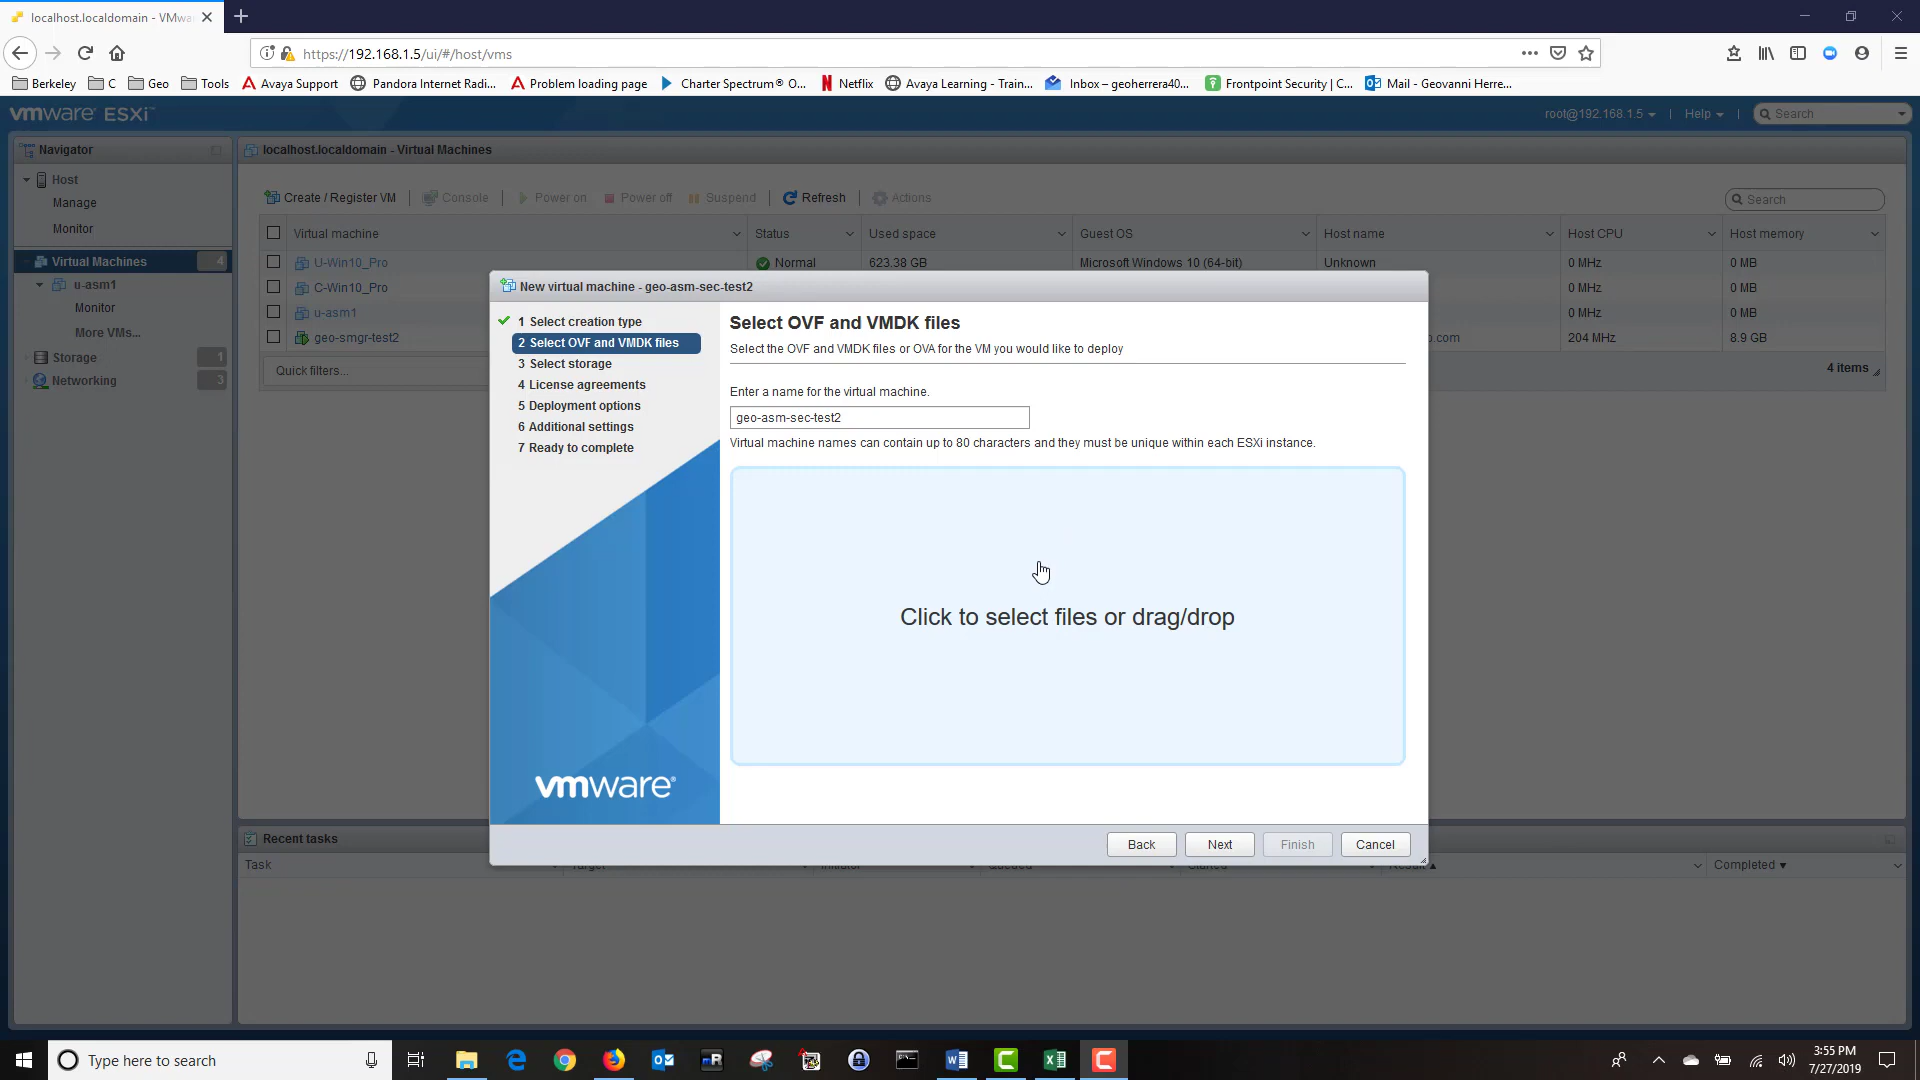 localhost.localdomain - VMwa
https://192.168.1.5/ui/#/host/vms
Berkeley
C
Geo
Tools
Avaya Support
Pandora Internet Radi...
Problem loading page
Charter Spectrum® O...
Netflix
Avaya Learning - Train...
Inbox – geoherrera40...
Frontpoint Security | C...
Mail - Geovanni Herre...
vmware ESXi
root@192.168.1.5
Help
Search
Navigator
localhost.localdomain - Virtual Machines
Host
Manage
Monitor
Create / Register VM
Console
Power on
Power off
Suspend
Refresh
Actions
Search
Virtual machine
Status
Used space
Guest OS
Host name
Host CPU
Host memory
Virtual Machines 4
U-Win10_Pro
Normal
623.38 GB
Microsoft Windows 10 (64-bit)
Unknown
0 MHz
0 MB
u-asm1
C-Win10_Pro
0 MHz
0 MB
Monitor
u-asm1
0 MHz
0 MB
More VMs...
geo-smgr-test2
o.com
204 MHz
8.9 GB
Storage 1
Quick filters...
4 items
Networking 3
New virtual machine - geo-asm-sec-test2
1 Select creation type
2 Select OVF and VMDK files
3 Select storage
4 License agreements
5 Deployment options
6 Additional settings
7 Ready to complete
vmware
Select OVF and VMDK files
Select the OVF and VMDK files or OVA for the VM you would like to deploy
Enter a name for the virtual machine.
geo-asm-sec-test2
Virtual machine names can contain up to 80 characters and they must be unique within each ESXi instance.
Click to select files or drag/drop
Back
Next
Finish
Cancel
Recent tasks
Task
Target
Initiator
Queued
Started
Result
Completed
Type here to search
3:55 PM
7/27/2019